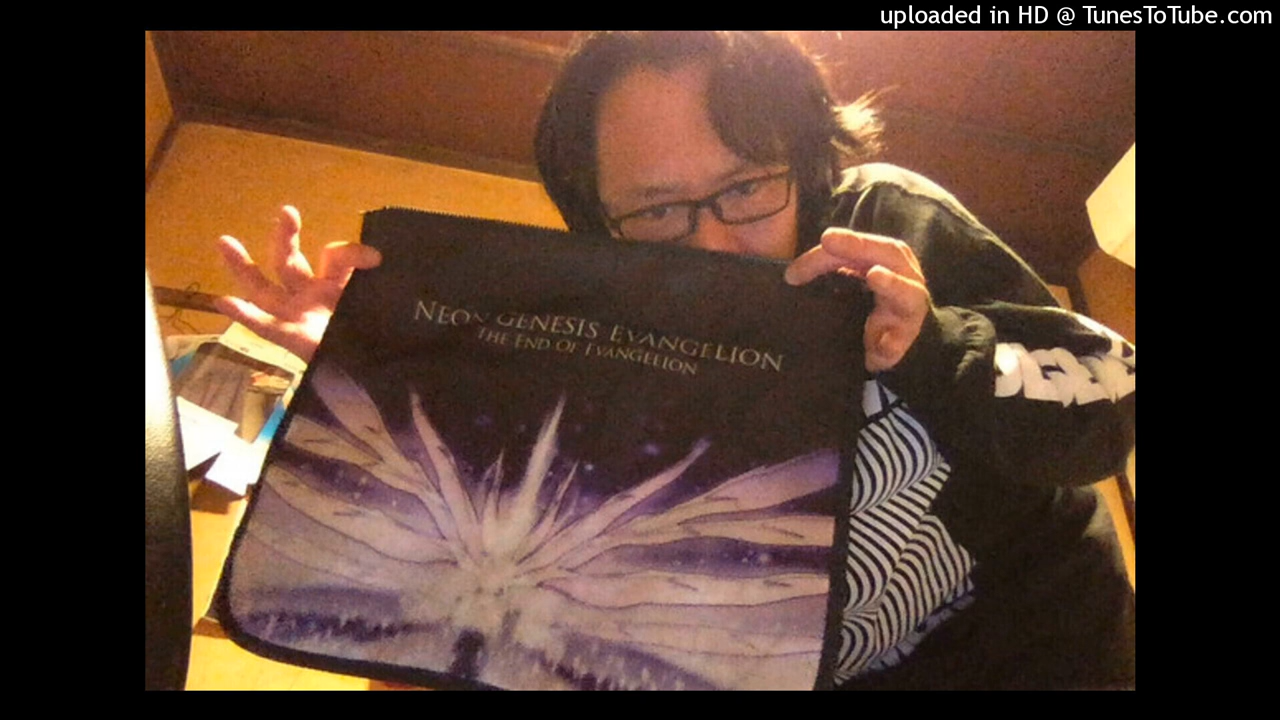 uploaded in HD @ TunesToTube.com
NEON GENESIS EVANGELION
THE END OF EVANGELION